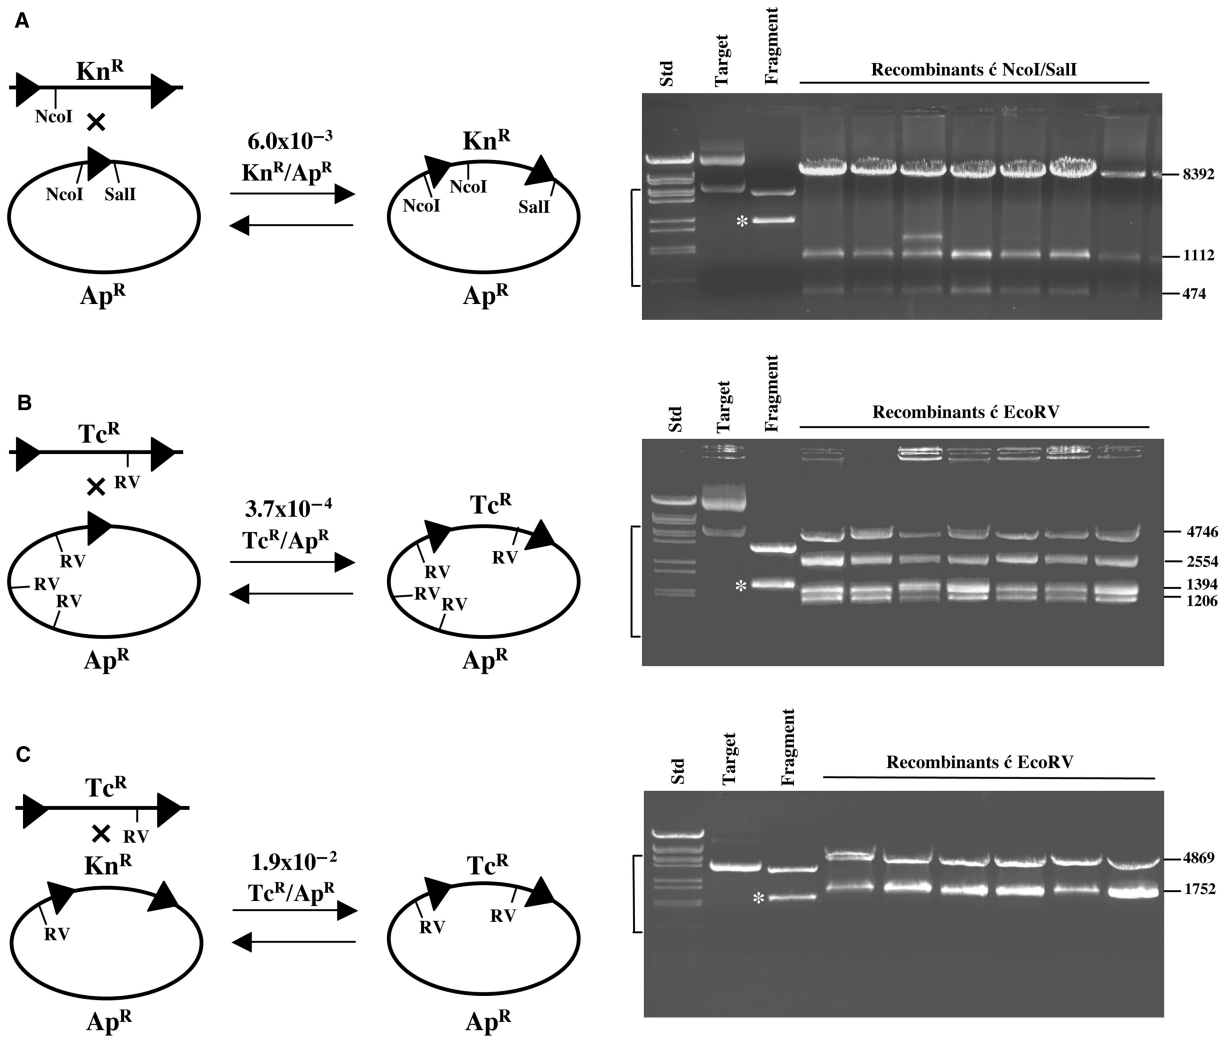 A
Kn^R
NcoI
×
NcoI
SalI
Ap^R
6.0x10⁻³
Kn^R/Ap^R
Kn^R
NcoI
NcoI
SalI
Ap^R
Std
Target
Fragment
Recombinants ć NcoI/SalI
*
8392
1112
474
B
Tc^R
RV
×
RV
RV
RV
Ap^R
3.7x10⁻⁴
Tc^R/Ap^R
Tc^R
RV
RV
RV
RV
Ap^R
Std
Target
Fragment
Recombinants ć EcoRV
*
4746
2554
1394
1206
C
Tc^R
RV
×
Kn^R
RV
Ap^R
1.9x10⁻²
Tc^R/Ap^R
Tc^R
RV
RV
Ap^R
Std
Target
Fragment
Recombinants ć EcoRV
*
4869
1752